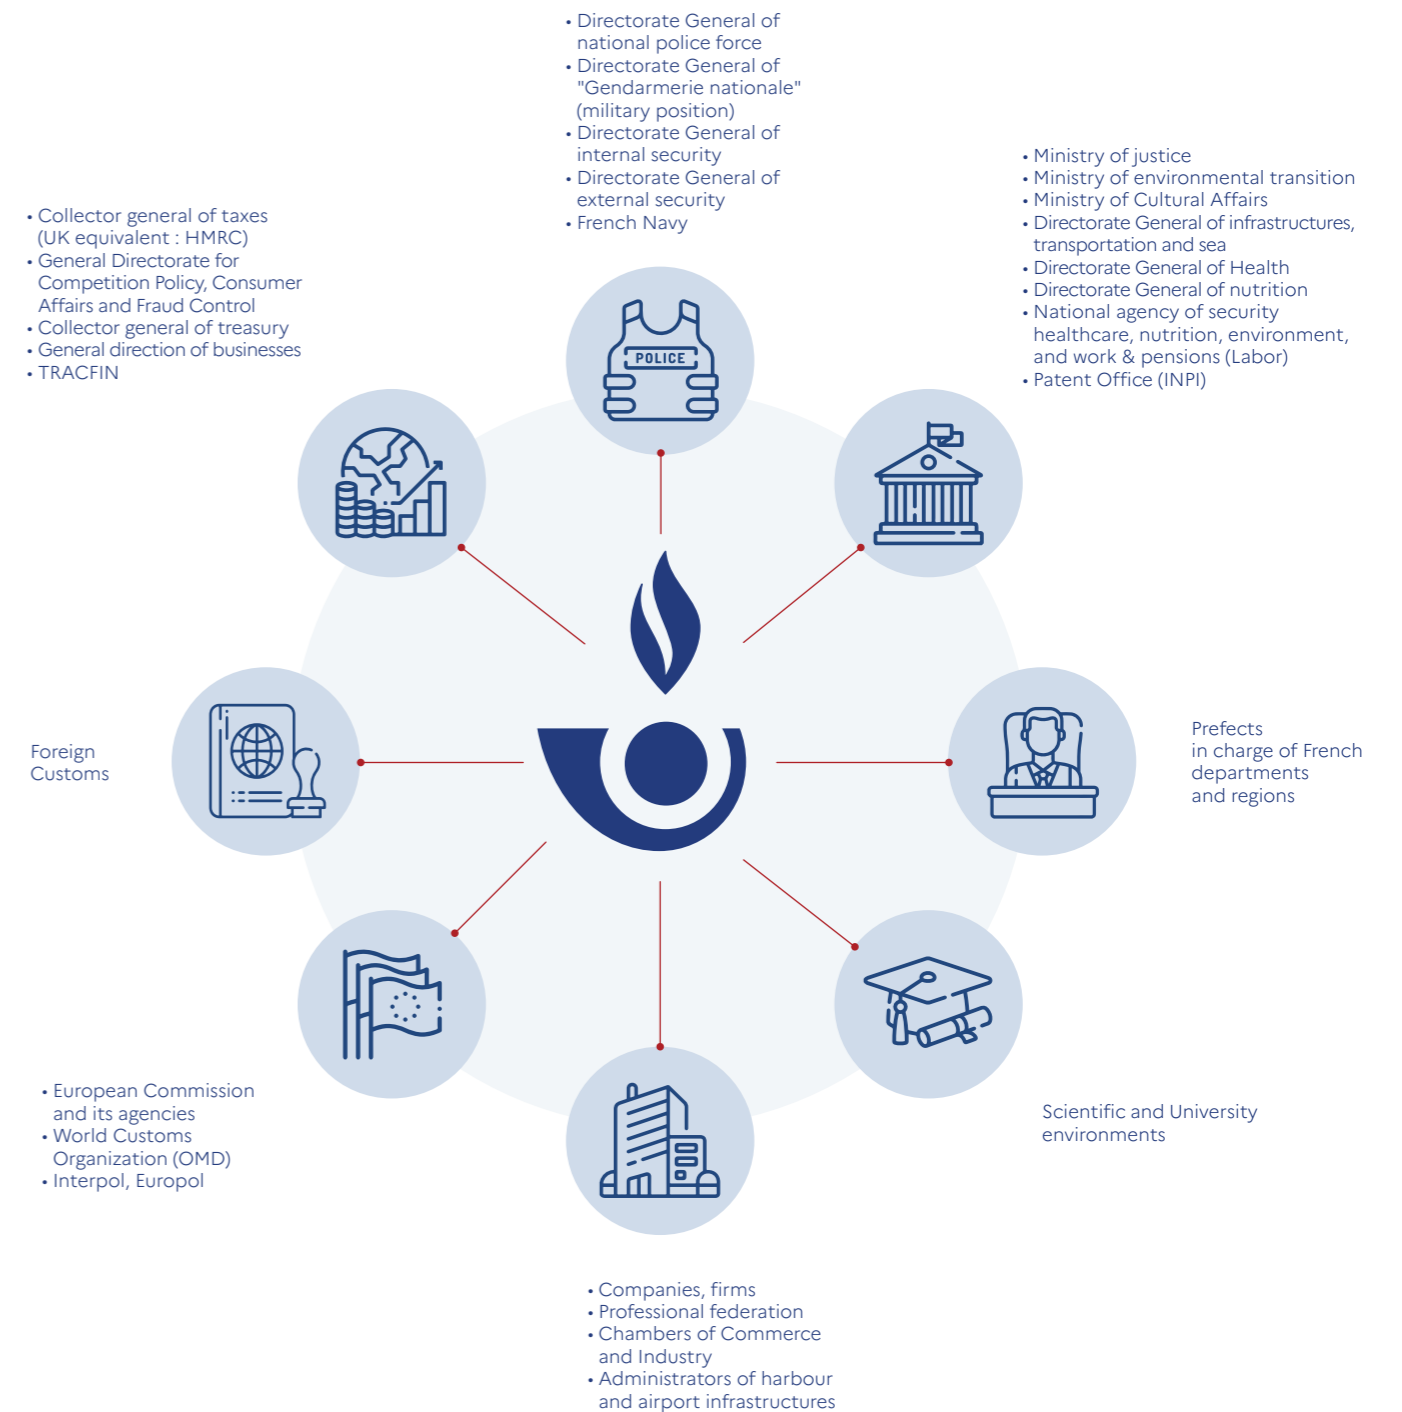 • Directorate General of
national police force
• Directorate General of
"Gendarmerie nationale"
(military position)
• Directorate General of
internal security
• Directorate General of
external security
• French Navy
• Ministry of justice
• Ministry of environmental transition
• Ministry of Cultural Affairs
• Directorate General of infrastructures,
transportation and sea
• Directorate General of Health
• Directorate General of nutrition
• National agency of security
healthcare, nutrition, environment,
and work & pensions (Labor)
• Patent Office (INPI)
• Collector general of taxes
(UK equivalent : HMRC)
• General Directorate for
Competition Policy, Consumer
Affairs and Fraud Control
• Collector general of treasury
• General direction of businesses
• TRACFIN
POLICE
Foreign
Customs
Prefects
in charge of French
departments
and regions
• European Commission
and its agencies
• World Customs
Organization (OMD)
• Interpol, Europol
Scientific and University
environments
• Companies, firms
• Professional federation
• Chambers of Commerce
and Industry
• Administrators of harbour
and airport infrastructures